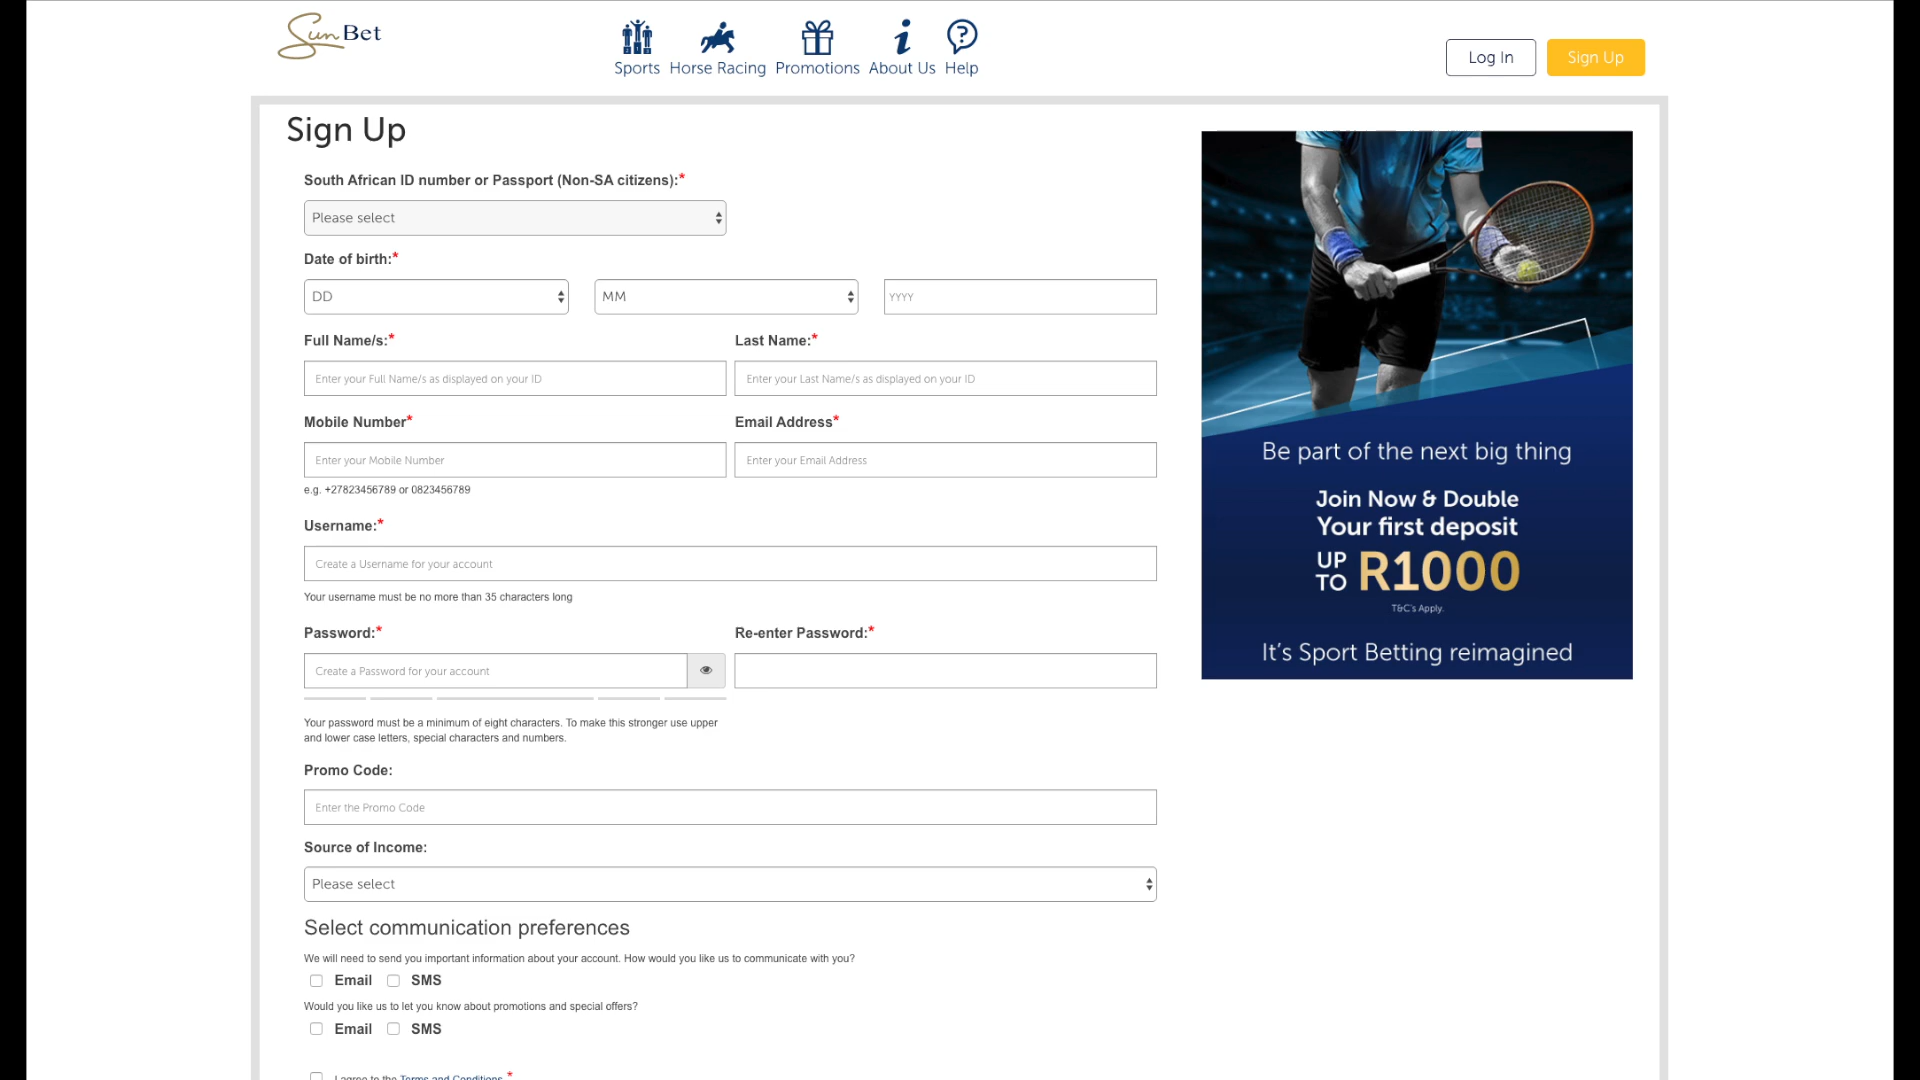 Sun Bet
Sports Horse Racing Promotions About Us Help
Log In
Sign Up
Sign Up
South African ID number or Passport (Non-SA citizens):*
Please select
Date of birth:*
DD
MM
YYYY
Full Name/s:*
Last Name:*
Enter your Full Name/s as displayed on your ID
Enter your Last Name/s as displayed on your ID
Mobile Number*
Email Address*
Enter your Mobile Number
Enter your Email Address
e.g. +27823456789 or 0823456789
Username:*
Create a Username for your account
Your username must be no more than 35 characters long
Password:*
Re-enter Password:*
Create a Password for your account
Your password must be a minimum of eight characters. To make this stronger use upper
and lower case letters, special characters and numbers.
Promo Code:
Enter the Promo Code
Source of Income:
Please select
Select communication preferences
We will need to send you important information about your account. How would you like us to communicate with you?
Email SMS
Would you like us to let you know about promotions and special offers?
Email SMS
I agree to the Terms and Conditions *
Be part of the next big thing
Join Now & Double
Your first deposit
UP TO R1000
T&C's Apply.
It's Sport Betting reimagined